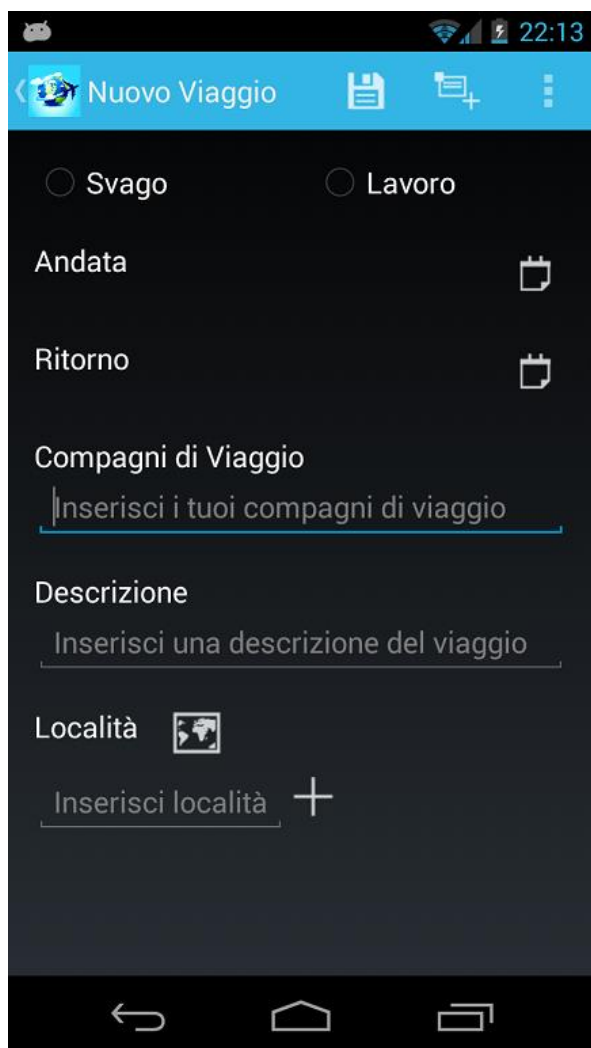 22:13
Nuovo Viaggio
Svago Lavoro
Andata
Ritorno
Compagni di Viaggio
Inserisci i tuoi compagni di viaggio
Descrizione
Inserisci una descrizione del viaggio
Località
Inserisci località